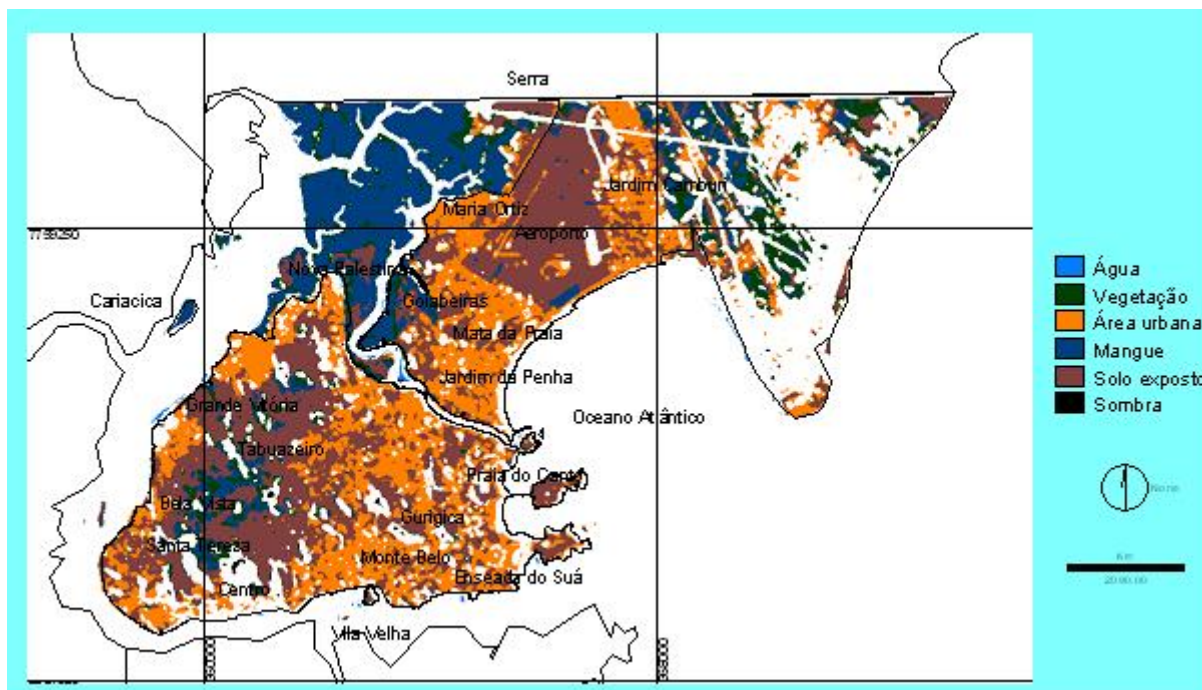 Serra
Jardim Camburi
Maria Ortiz
Aeroporto
Nova Palestina
Cariacica
Goiabeiras
Mata da Praia
Jardim da Penha
Grande Vitória
Oceano Atlântico
Tabuazeiro
Praia do Canto
Bela Vista
Gurigica
Santa Tereza
Monte Belo
Enseada do Suá
Centro
Vila Velha
Água
Vegetação
Área urbana
Mangue
Solo exposto
Sombra
Km